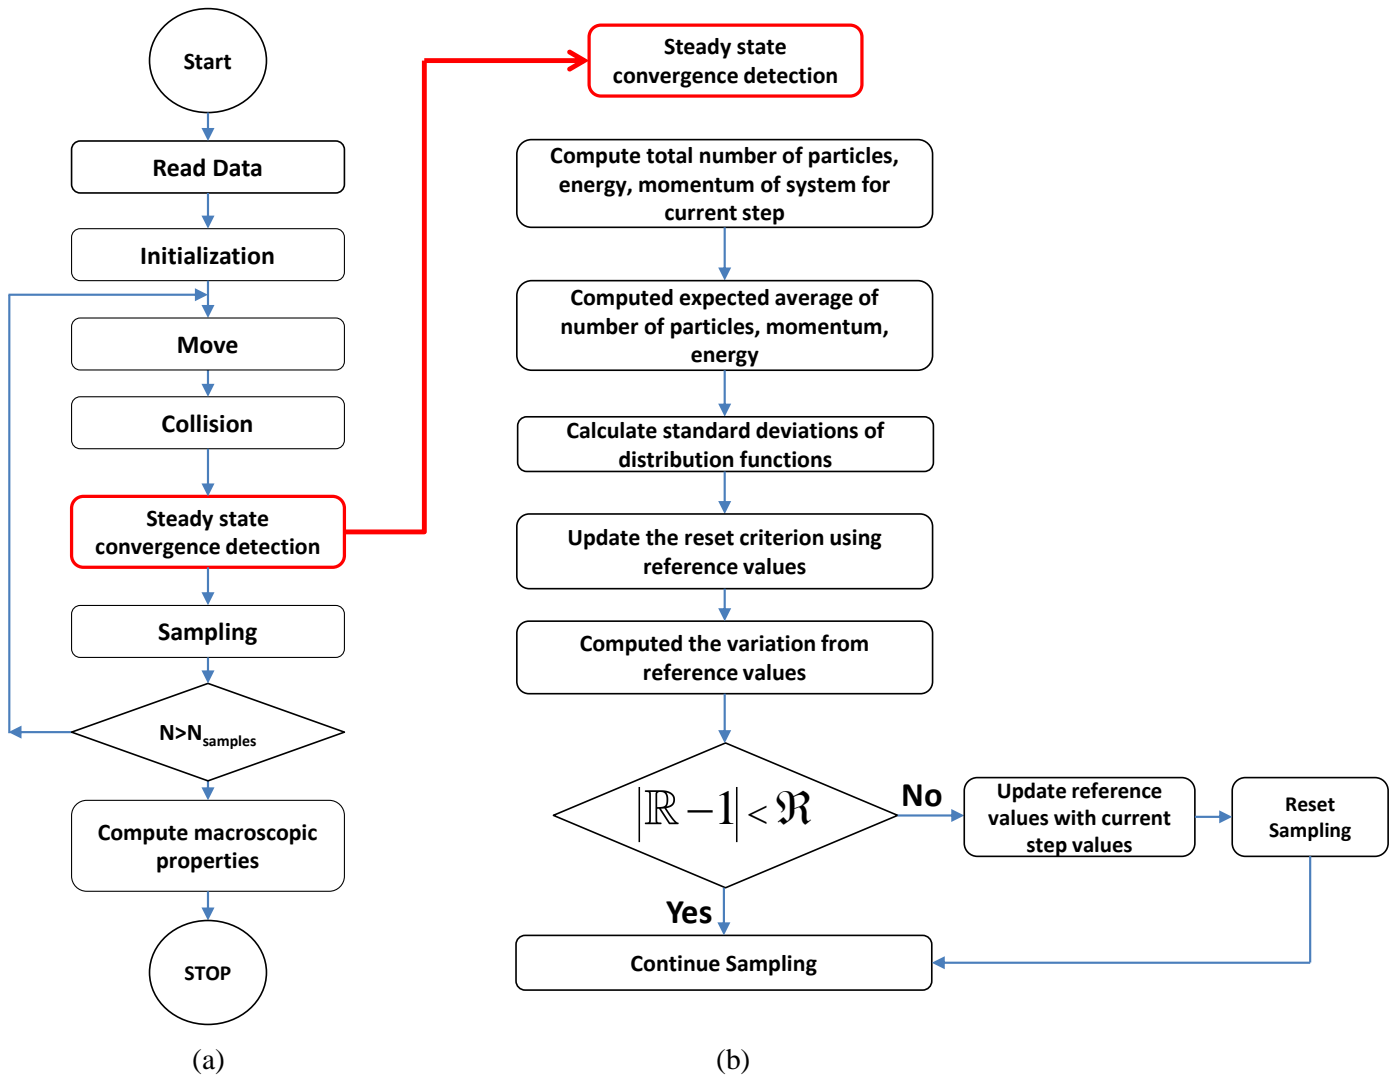 Start
Read Data
Initialization
Move
Collision
Steady state
convergence detection
Sampling
N>N_samples
Compute macroscopic
properties
STOP
(a)
Steady state
convergence detection
Compute total number of particles,
energy, momentum of system for
current step
Computed expected average of
number of particles, momentum,
energy
Calculate standard deviations of
distribution functions
Update the reset criterion using
reference values
Computed the variation from
reference values
|ℝ −1| < ℜ
No
Update reference
values with current
step values
Reset
Sampling
Yes
Continue Sampling
(b)